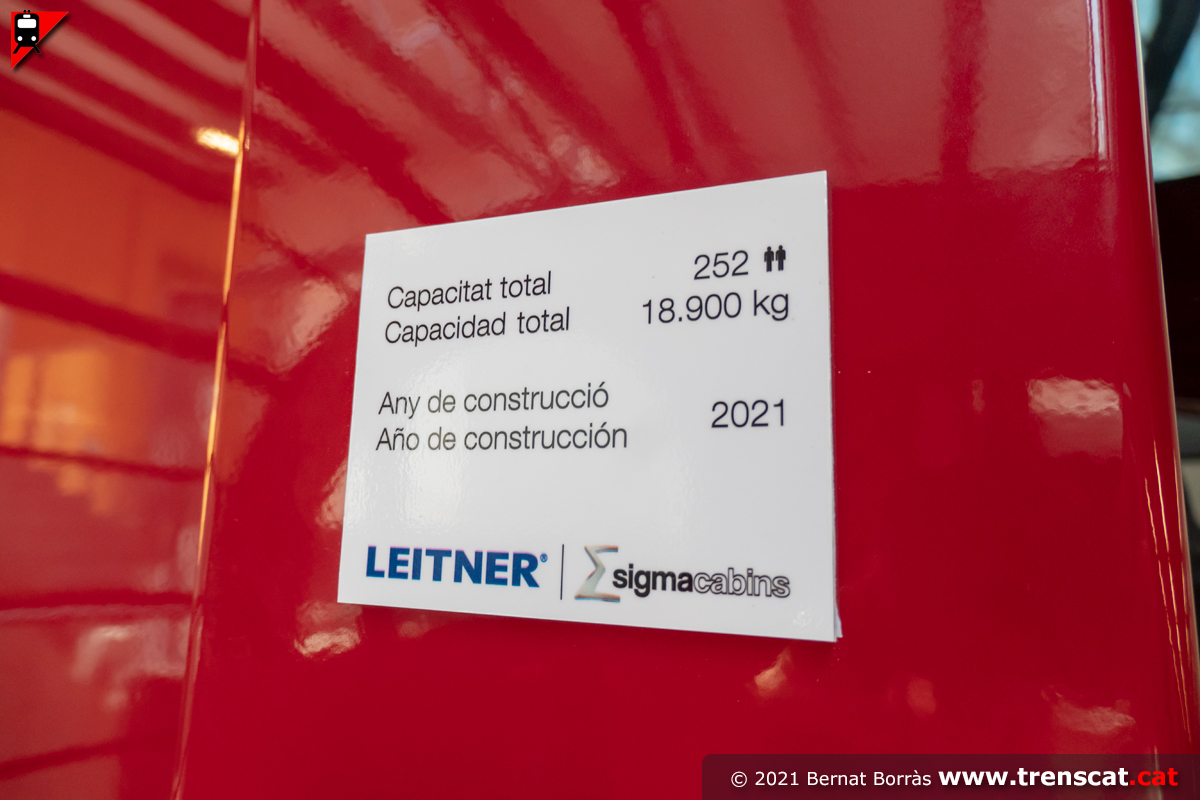 Capacitat total 252
Capacidad total 18.900 kg
Any de construcció
Año de construcción 2021
LEITNER® sigmacabins
© 2021 Bernat Borràs www.trenscat.cat